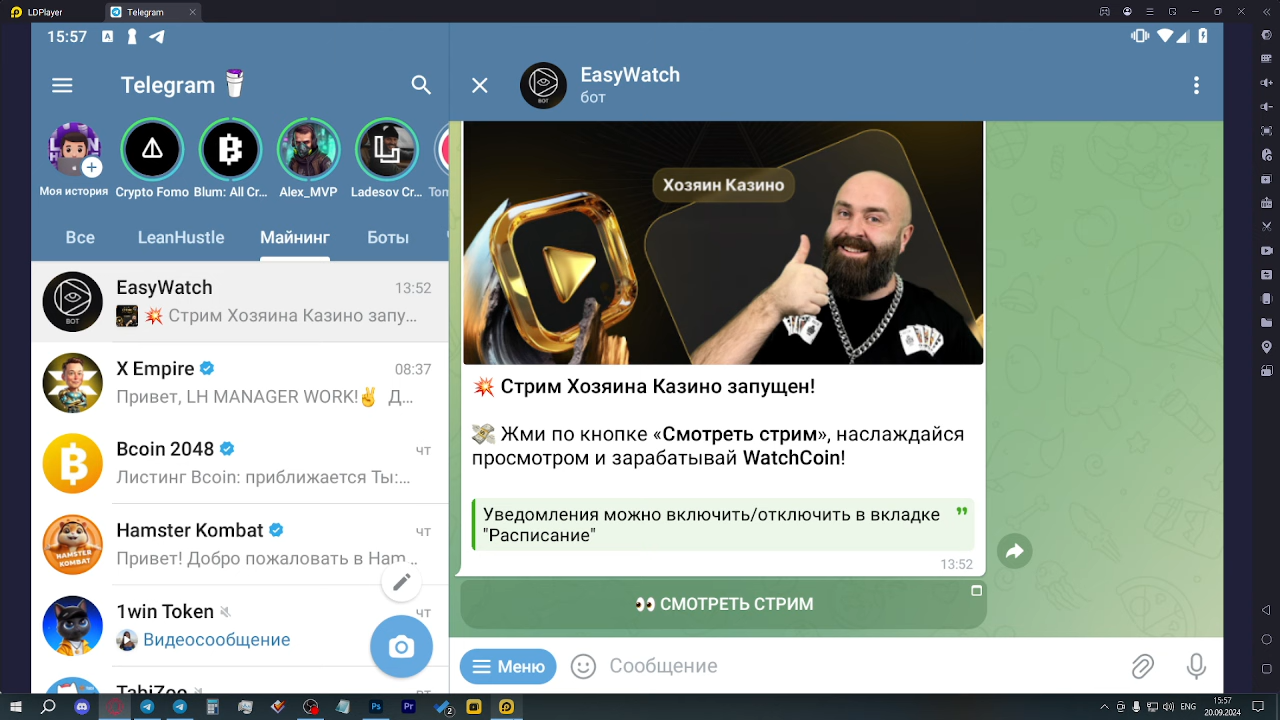 LDPlayer
Telegram
15:57
Telegram
EasyWatch
бот
Моя история
Crypto Fomo
Blum: All Cr...
Alex_MVP
Ladesov Cr...
Все
LeanHustle
Майнинг
Боты
EasyWatch
13:52
💥 Стрим Хозяина Казино запу...
X Empire
08:37
Привет, LH MANAGER WORK!✌ Д...
Bcoin 2048
чт
Листинг Bcoin: приближается Ты:...
Hamster Kombat
чт
Привет! Добро пожаловать в Ham...
1win Token
чт
Видеосообщение
TabiZoo
вт
Хозяин Казино
💥 Стрим Хозяина Казино запущен!
💸 Жми по кнопке «Смотреть стрим», наслаждайся
просмотром и зарабатывай WatchCoin!
Уведомления можно включить/отключить в вкладке
"Расписание"
13:52
👀 СМОТРЕТЬ СТРИМ
Меню
Сообщение
15:57
20.09.2024